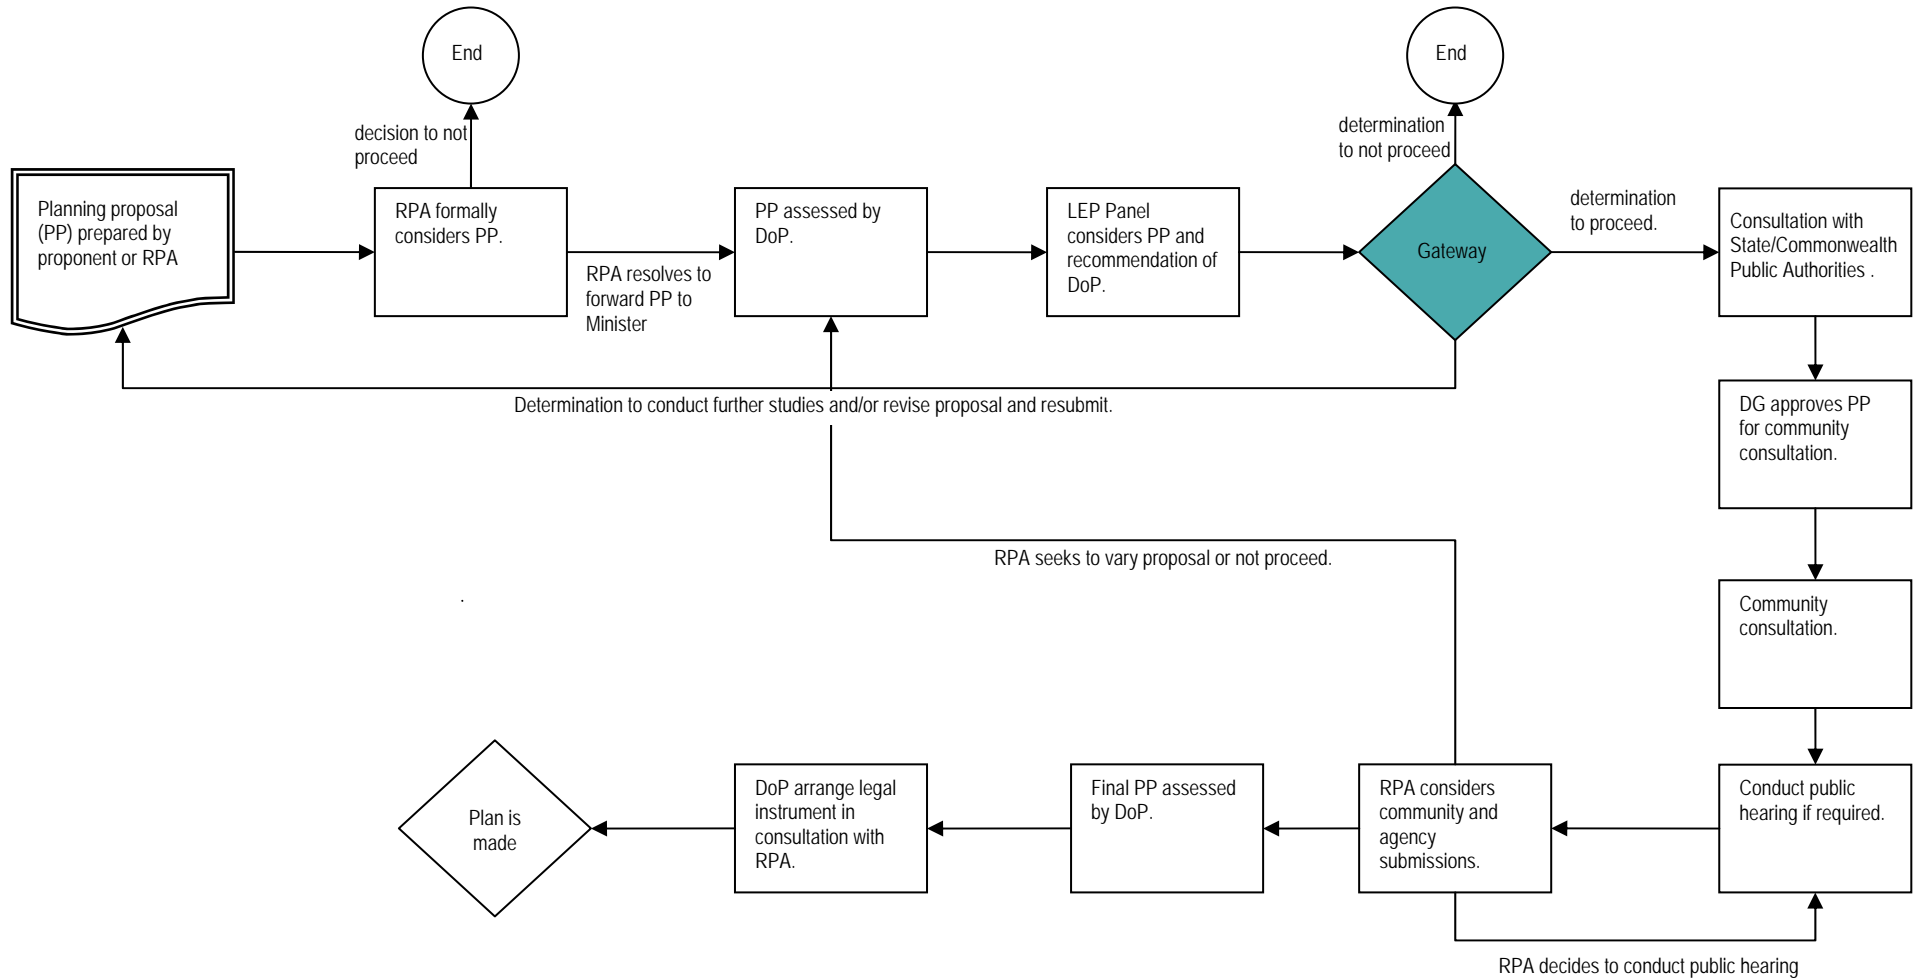 End
End
decision to not
proceed
determination
to not proceed
Planning proposal
(PP) prepared by
proponent or RPA
RPA formally
considers PP.
RPA resolves to
forward PP to
Minister
PP assessed by
DoP.
LEP Panel
considers PP and
recommendation of
DoP.
Gateway
determination
to proceed.
Consultation with
State/Commonwealth
Public Authorities .
Determination to conduct further studies and/or revise proposal and resubmit.
DG approves PP
for community
consultation.
RPA seeks to vary proposal or not proceed.
.
Community
consultation.
Plan is
made
DoP arrange legal
instrument in
consultation with
RPA.
Final PP assessed
by DoP.
RPA considers
community and
agency
submissions.
Conduct public
hearing if required.
RPA decides to conduct public hearing